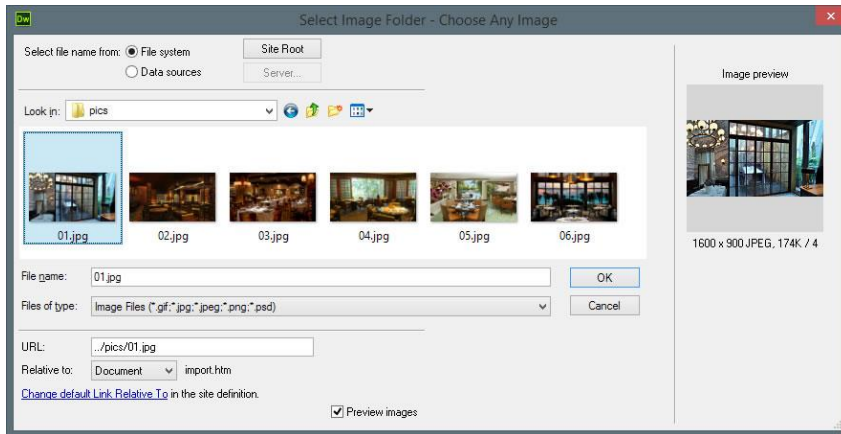 Dw Select Image Folder - Choose Any Image
Select file name from: File system Site Root
Data sources Server...
Image preview
Look in: pics
01.jpg 02.jpg 03.jpg 04.jpg 05.jpg 06.jpg
1600 x 900 JPEG, 174K / 4
File name: 01.jpg OK
Files of type: Image Files (*.gif;*.jpg;*.jpeg;*.png;*.psd) Cancel
URL: ../pics/01.jpg
Relative to: Document import.htm
Change default Link Relative To in the site definition.
Preview images